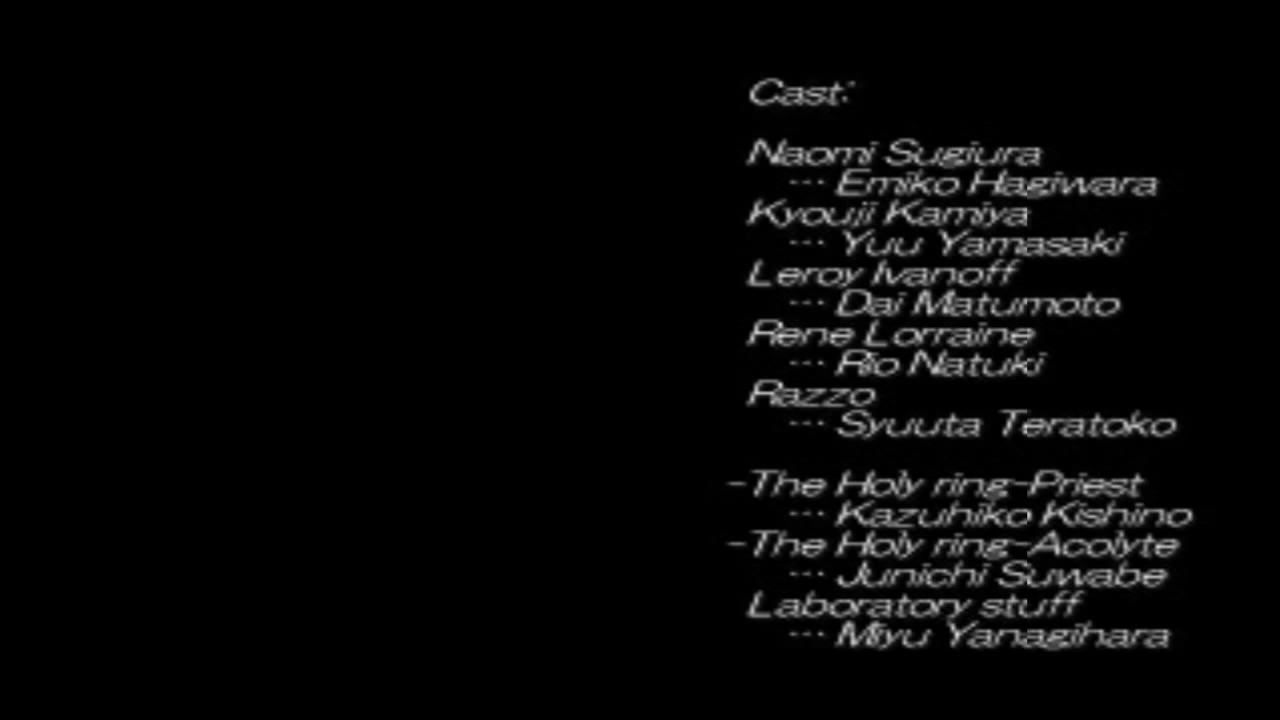 Cast:
Naomi Sugiura
… Emiko Hagiwara
Kyouji Kamiya
… Yuu Yamasaki
Leroy Ivanoff
… Dai Matumoto
Rene Lorraine
… Rio Natuki
Razzo
… Syuuta Teratoko
-The Holy ring-Priest
… Kazuhiko Kishino
-The Holy ring-Acolyte
… Junichi Suwabe
Laboratory stuff
… Miyu Yanagihara